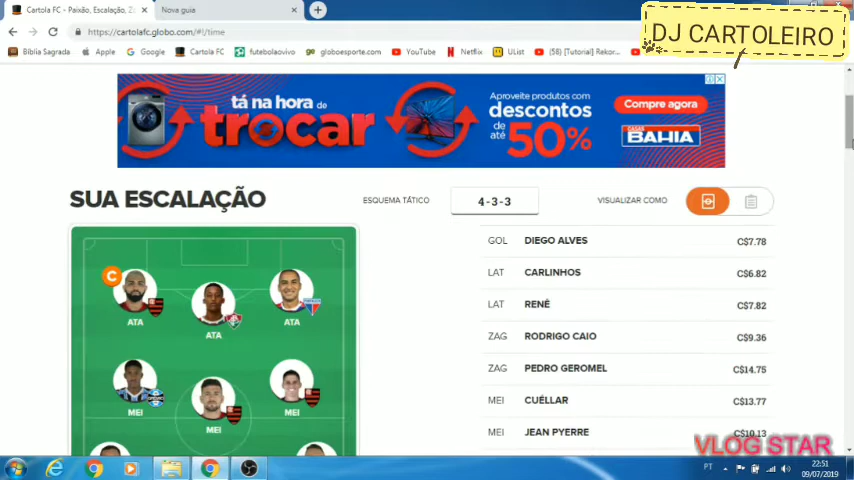 Cartola FC - Paixão, Escalação, Z
Nova guia
https://cartolafc.globo.com/#!/time
DJ CARTOLEIRO
Bíblia Sagrada
Apple
Google
Cartola FC
futebolaovivo
globoesporte.com
YouTube
Netflix
UList
(58) [Tutorial] Rekor...
tá na hora de
trocar
Aproveite produtos com
descontos
de até 50%
Compre agora
CASAS
BAHIA
SUA ESCALAÇÃO
ESQUEMA TÁTICO
4-3-3
VISUALIZAR COMO
C
ATA
ATA
ATA
MEI
MEI
MEI
GOL DIEGO ALVES C$7.78
LAT CARLINHOS C$6.82
LAT RENÊ C$7.82
ZAG RODRIGO CAIO C$9.36
ZAG PEDRO GEROMEL C$14.75
MEI CUÉLLAR C$13.77
MEI JEAN PYERRE C$10.13
VLOG STAR
PT
22:51
09/07/2019